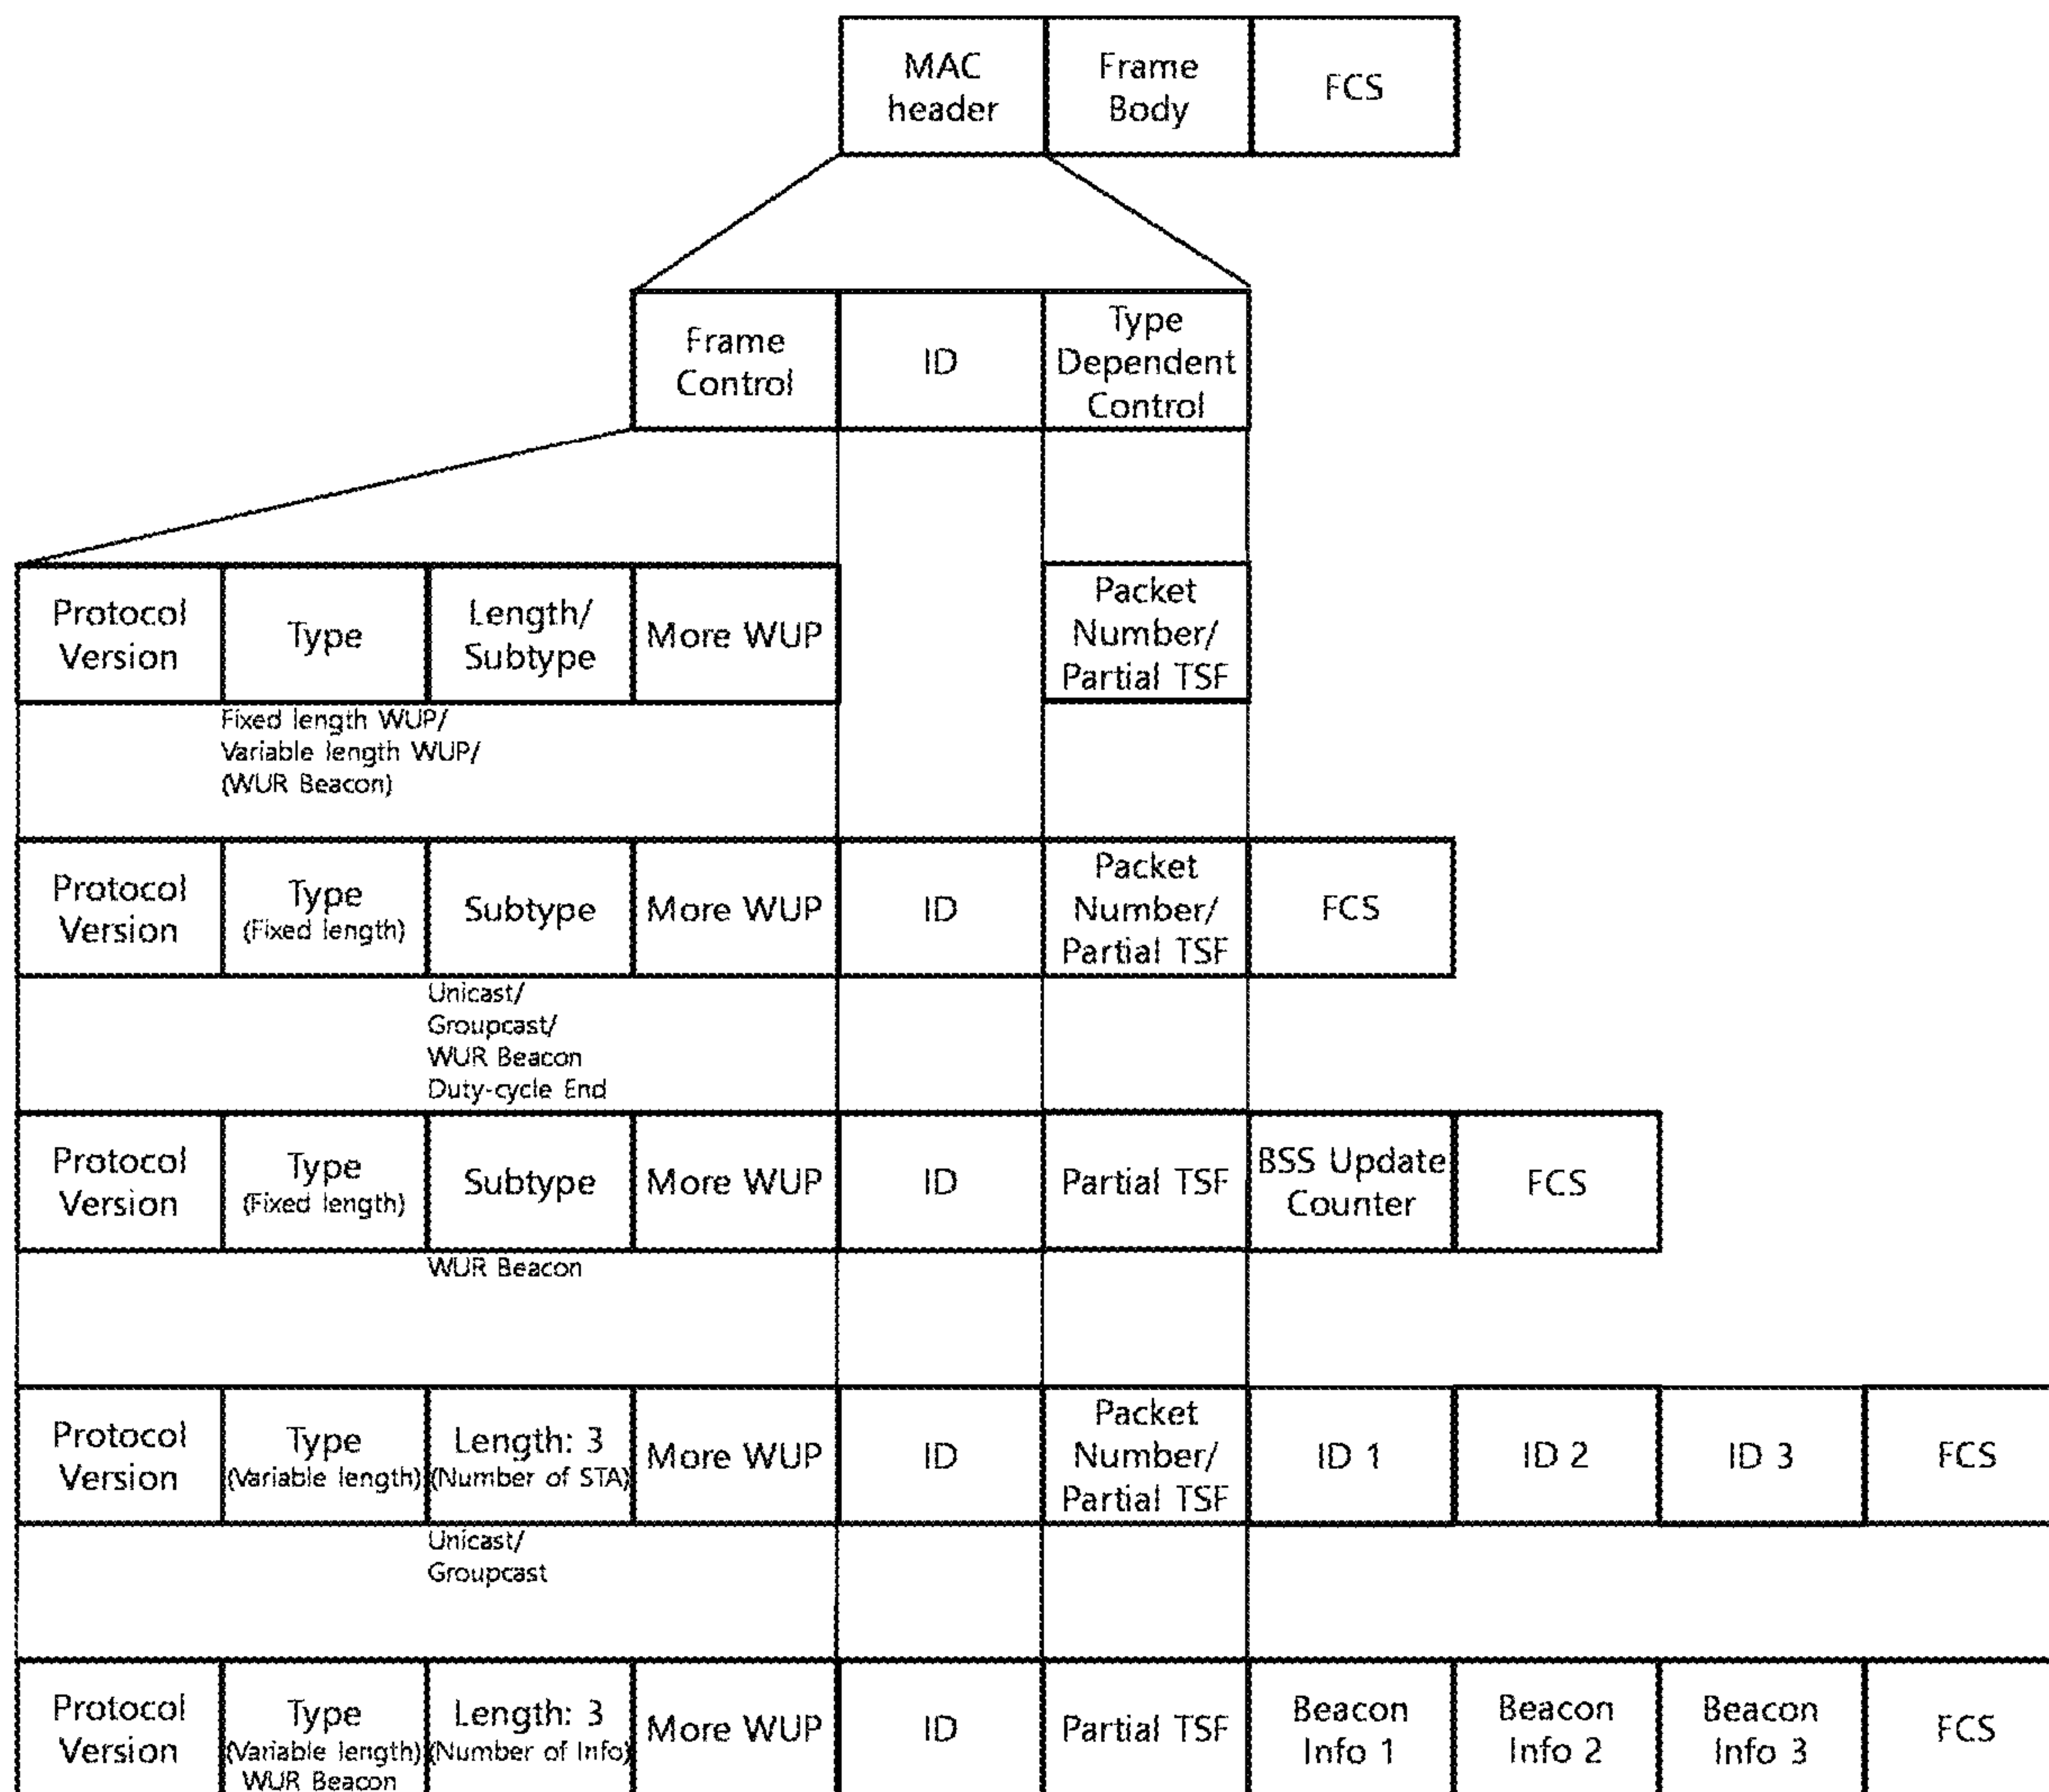 MAC
header
Frame
Body
FCS
Frame
Control
ID
Type
Dependent
Control
Protocol
Version
Type
Length/
Subtype
More WUP
Packet
Number/
Partial TSF
Fixed length WUP/
Variable length WUP/
(WUR Beacon)
Protocol
Version
Type
(Fixed length)
Subtype
More WUP
ID
Packet
Number/
Partial TSF
FCS
Unicast/
Groupcast/
WUR Beacon
Duty-cycle End
Protocol
Version
Type
(Fixed length)
Subtype
More WUP
ID
Partial TSF
BSS Update
Counter
FCS
WUR Beacon
Protocol
Version
Type
(Variable length)
Length: 3
(Number of STA)
More WUP
ID
Packet
Number/
Partial TSF
ID 1
ID 2
ID 3
FCS
Unicast/
Groupcast
Protocol
Version
Type
(Variable length)
WUR Beacon
Length: 3
(Number of Info)
More WUP
ID
Partial TSF
Beacon
Info 1
Beacon
Info 2
Beacon
Info 3
FCS